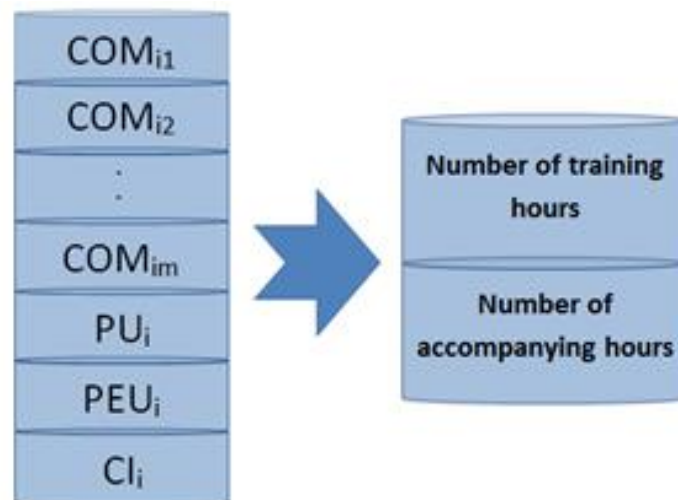 COMi1
COMi2
⋮
COMim
PUi
PEUi
CIi
Number of training
hours
Number of
accompanying hours